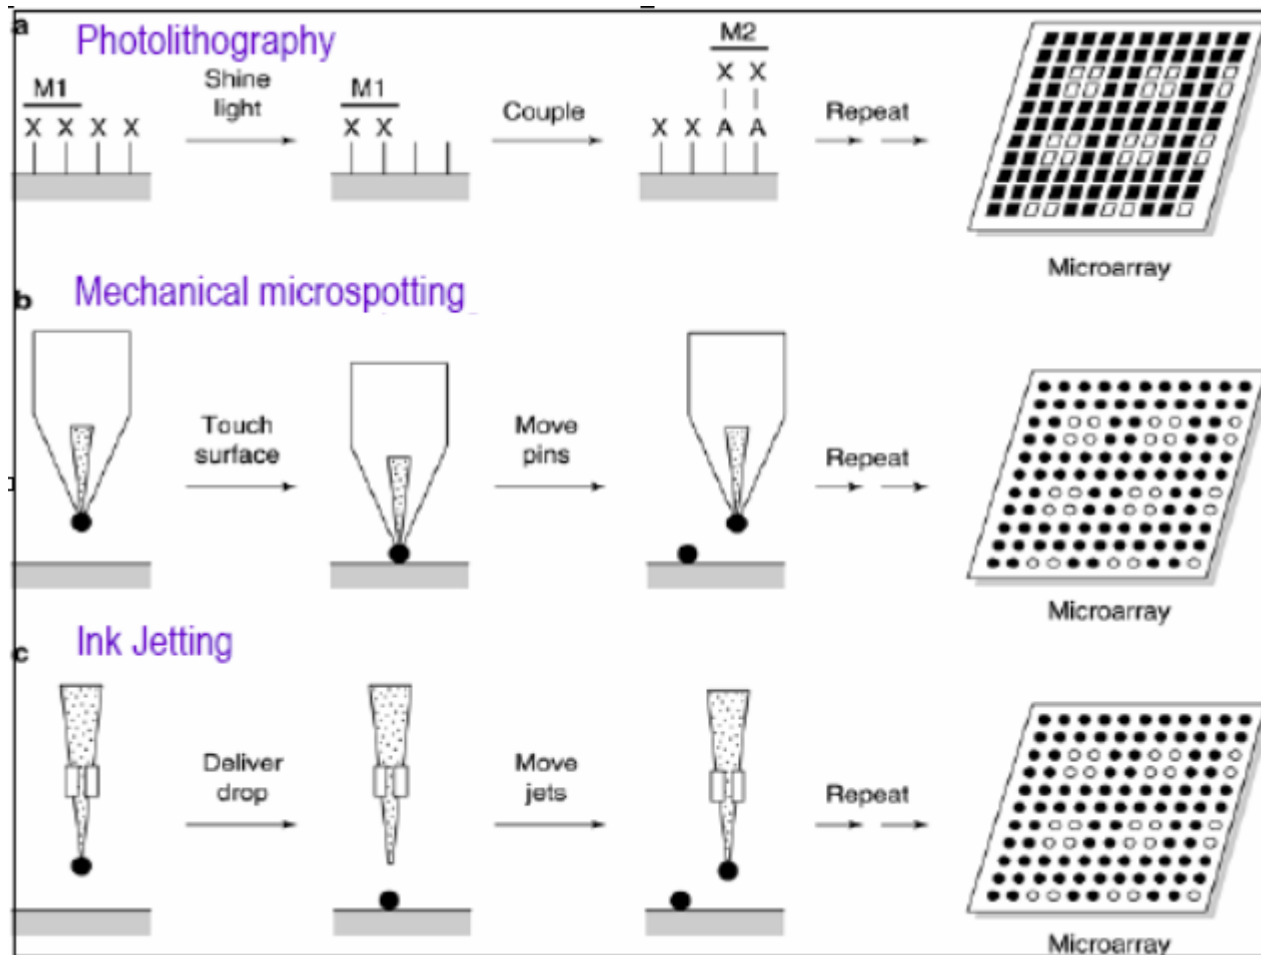 a
Photolithography
M1
X X X X
Shine
light
M1
X X
Couple
M2
X X
X X A A
Repeat
Microarray
b
Mechanical microspotting
Touch
surface
Move
pins
Repeat
Microarray
c
Ink Jetting
Deliver
drop
Move
jets
Repeat
Microarray